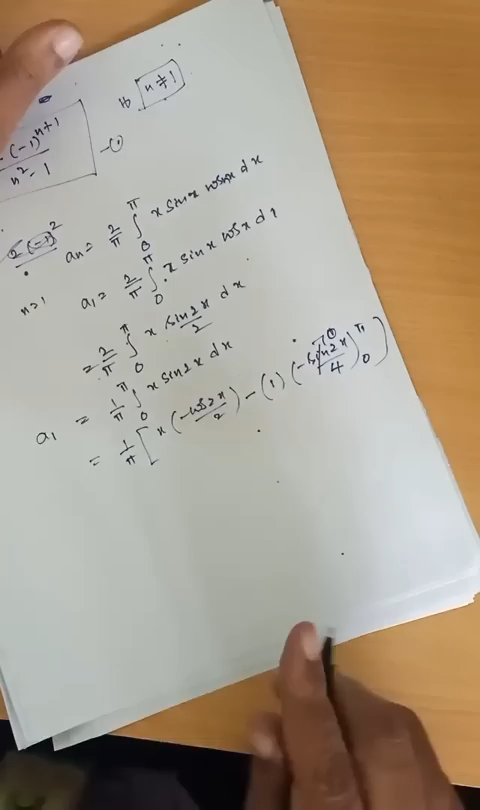 if n ≠ 1
(-1)^{n+1} / n² - 1 —①
a_n = 2/π ∫_0^π x sin x cos nx dx
n=1 a_1 = 2/π ∫_0^π x sin x cos x dx
= 2/π ∫_0^π x sin2x/2 dx
a_1 = 1/π ∫_0^π x sin2x dx
= 1/π [ x (-cos2x/2) - (1) (-sin2x/4)_0^π ]